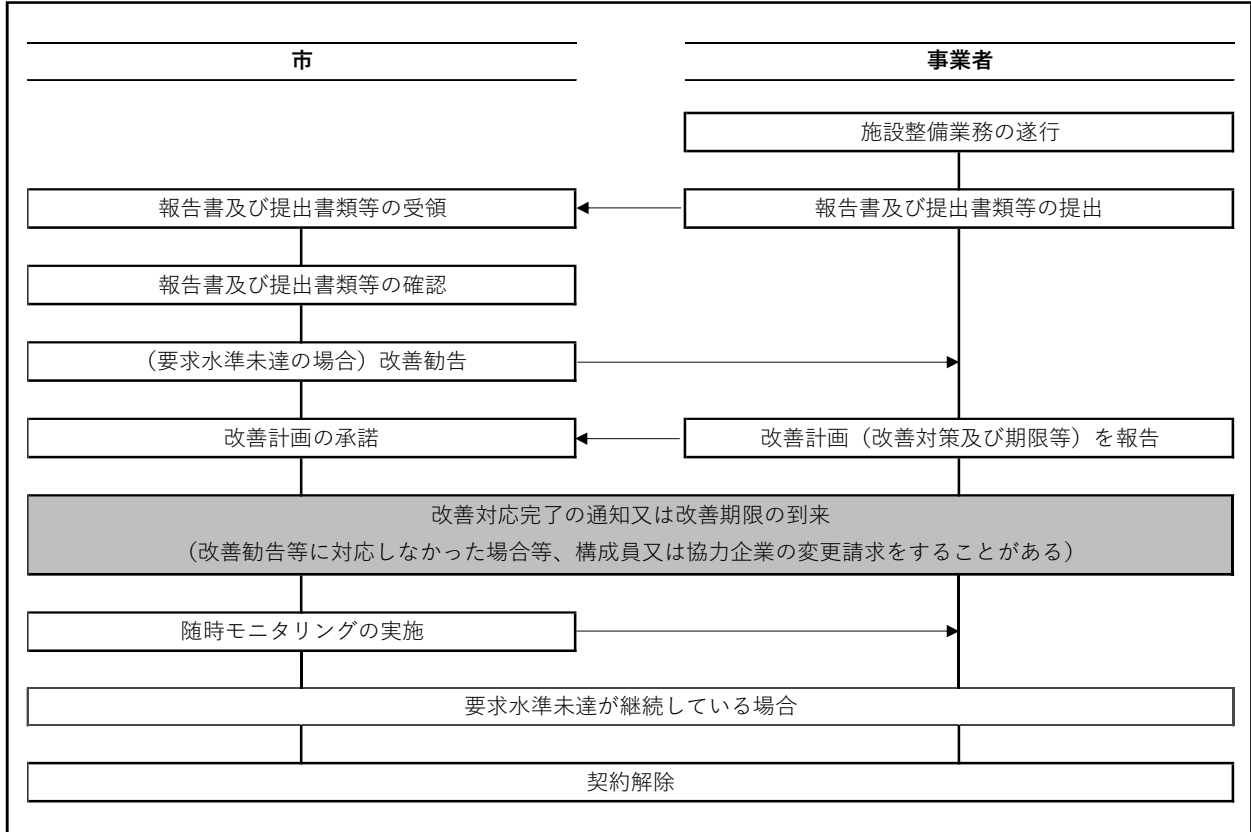 市
事業者
施設整備業務の遂行
報告書及び提出書類等の受領
報告書及び提出書類等の提出
報告書及び提出書類等の確認
（要求水準未達の場合）改善勧告
改善計画の承諾
改善計画（改善対策及び期限等）を報告
改善対応完了の通知又は改善期限の到来
（改善勧告等に対応しなかった場合等、構成員又は協力企業の変更請求をすることがある）
随時モニタリングの実施
要求水準未達が継続している場合
契約解除